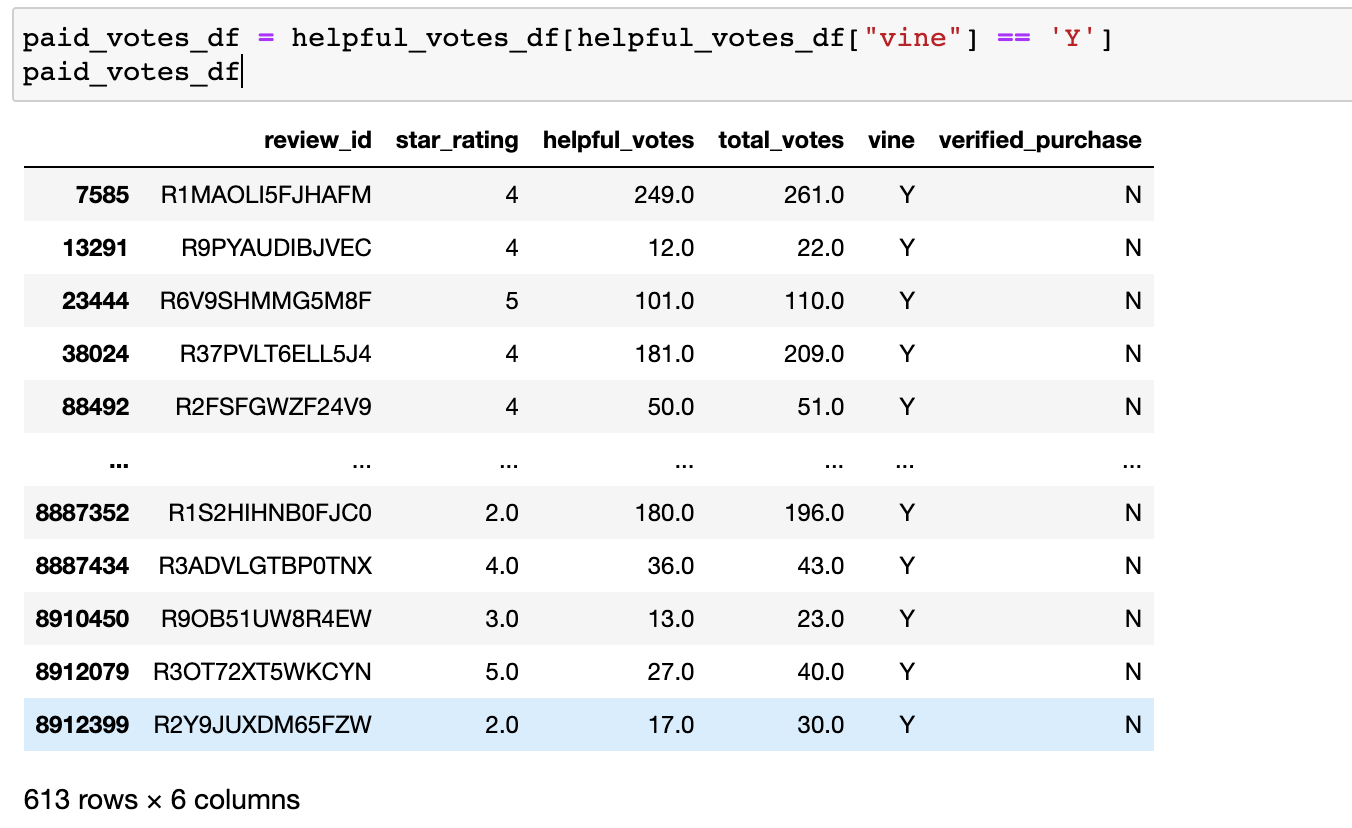 paid_votes_df = helpful_votes_df[helpful_votes_df["vine"] == 'Y']
paid_votes_df
review_id star_rating helpful_votes total_votes vine verified_purchase
7585 R1MAOLI5FJHAFM 4 249.0 261.0 Y N
13291 R9PYAUDIBJVEC 4 12.0 22.0 Y N
23444 R6V9SHMMG5M8F 5 101.0 110.0 Y N
38024 R37PVLT6ELL5J4 4 181.0 209.0 Y N
88492 R2FSFGWZF24V9 4 50.0 51.0 Y N
... ... ... ... ... ... ...
8887352 R1S2HIHNB0FJC0 2.0 180.0 196.0 Y N
8887434 R3ADVLGTBP0TNX 4.0 36.0 43.0 Y N
8910450 R9OB51UW8R4EW 3.0 13.0 23.0 Y N
8912079 R3OT72XT5WKCYN 5.0 27.0 40.0 Y N
8912399 R2Y9JUXDM65FZW 2.0 17.0 30.0 Y N
613 rows × 6 columns